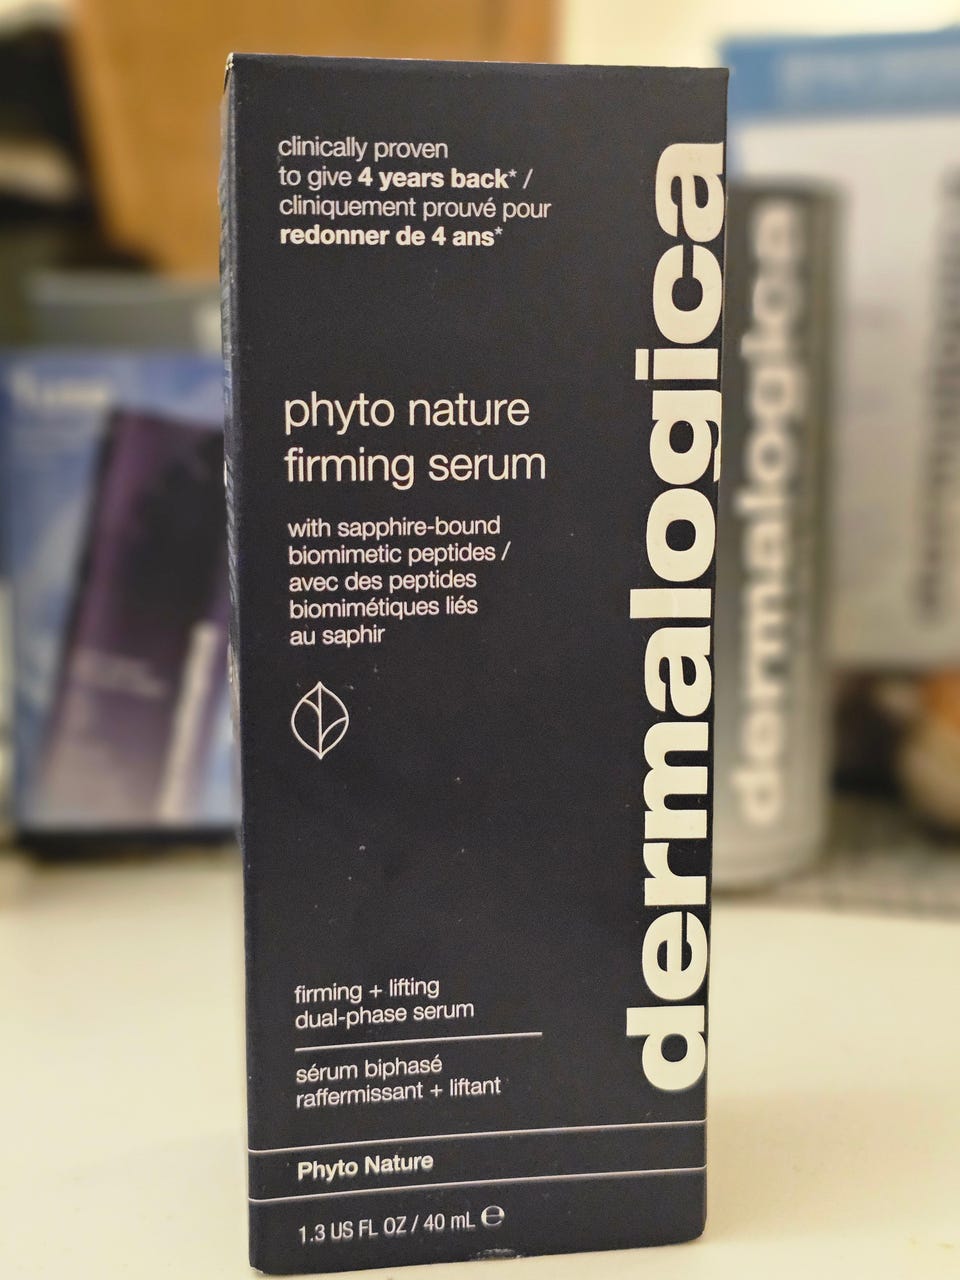 clinically proven
to give 4 years back* /
cliniquement prouvé pour
redonner de 4 ans*
phyto nature
firming serum
with sapphire-bound
biomimetic peptides /
avec des peptides
biomimétiques liés
au saphir
firming + lifting
dual-phase serum
sérum biphasé
raffermissant + liftant
Phyto Nature
1.3 US FL OZ / 40 mL ℮
dermalogica
dermalogica